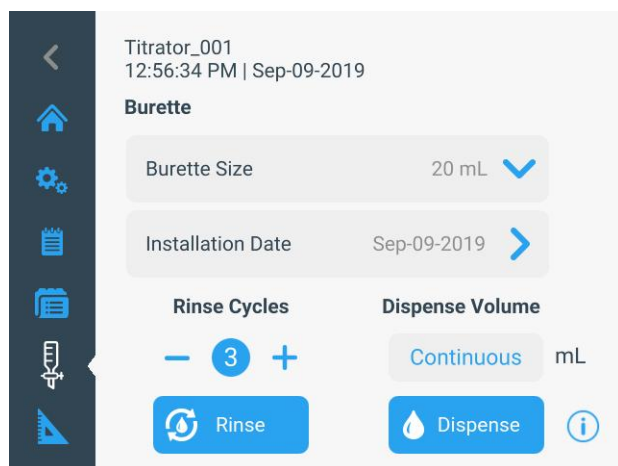 Titrator_001
12:56:34 PM | Sep-09-2019
Burette
Burette Size 20 mL
Installation Date Sep-09-2019
Rinse Cycles Dispense Volume
3 Continuous mL
Rinse Dispense